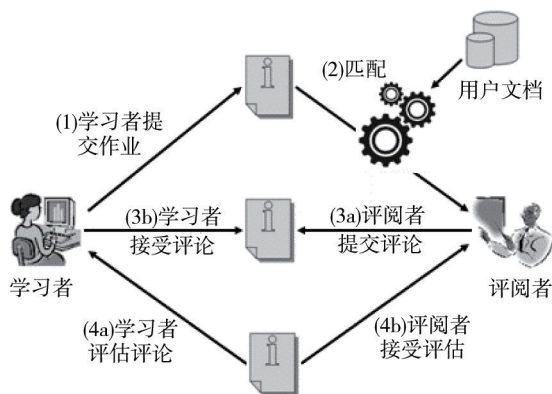 (2)匹配
用户文档
(1)学习者提
交作业
(3b)学习者
接受评论
(3a)评阅者
提交评论
学习者
评阅者
(4a)学习者
评估评论
(4b)评阅者
接受评估